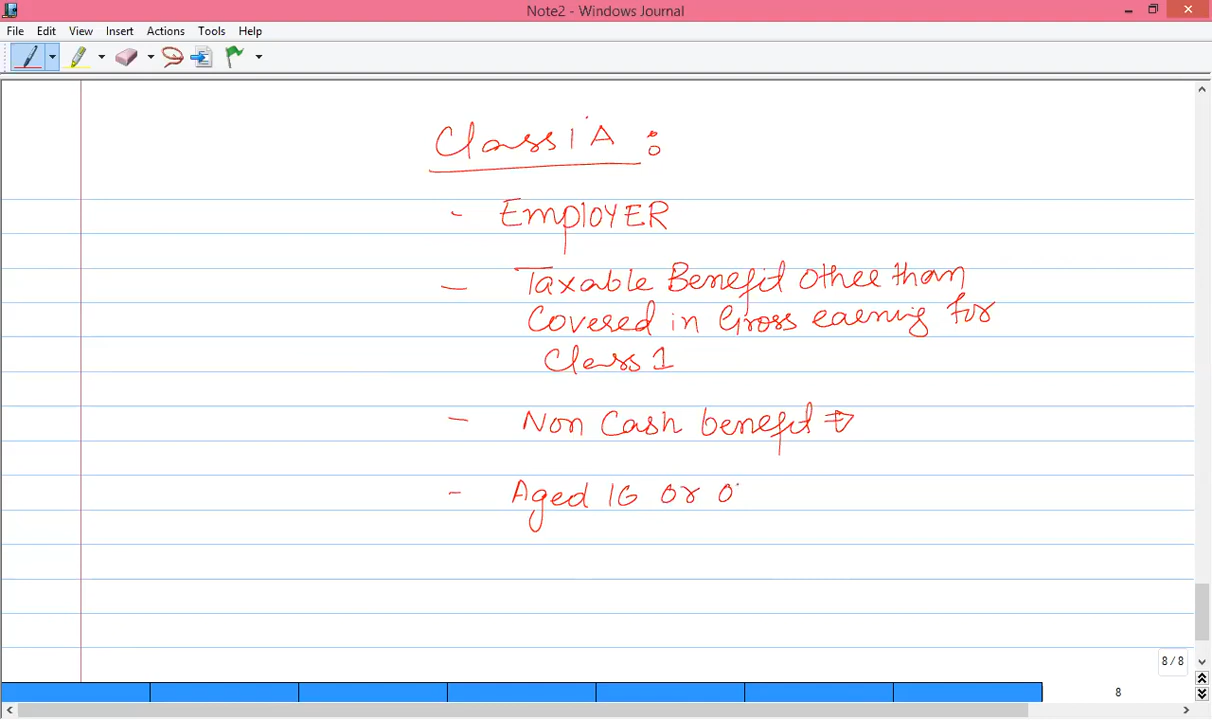 Note2 - Windows Journal
File Edit View Insert Actions Tools Help
Class 1A :
- EmployER
- Taxable Benefit other than
Covered in Gross earning for
Class 1
- Non Cash benefit
- Aged 16 or o
8 / 8
8